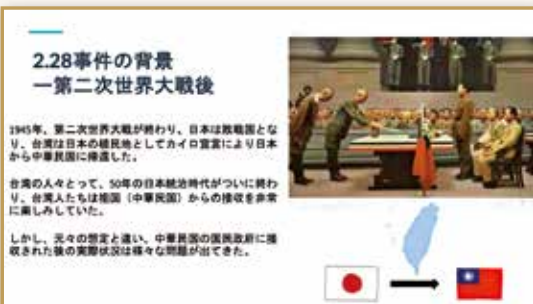 2.28事件の背景
ー第二次世界大戦後
1945年、第二次世界大戦が終わり、日本は敗戦国とな
り、台湾は日本の植民地としてカイロ宣言により日本
から中華民国に帰還した。
台湾の人々とって、50年の日本統治時代がついに終わ
り、台湾人たちは祖国（中華民国）からの接収を非常
に楽しみしていた。
しかし、元々の想定と違い、中華民国の国民政府に接
収された後の実際状況は様々な問題が出てきた。